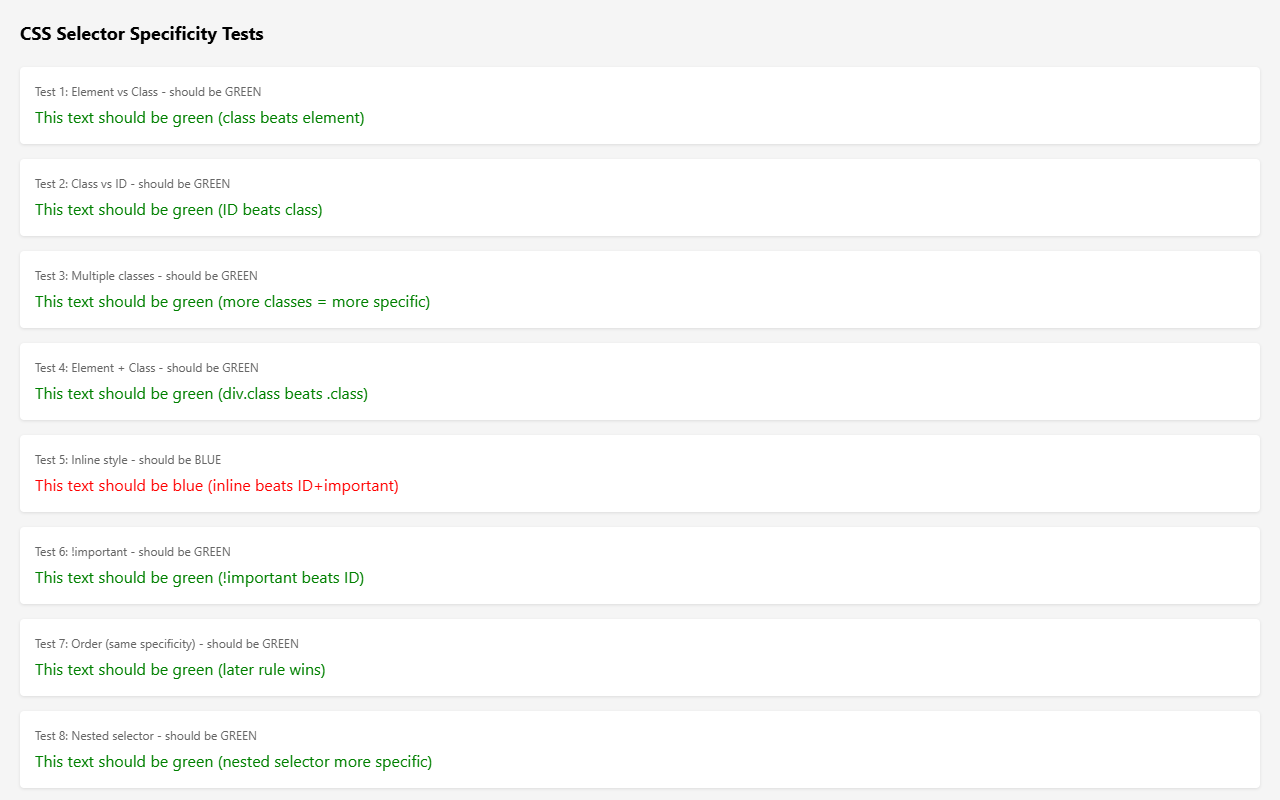 CSS Selector Specificity Tests
Test 1: Element vs Class - should be GREEN
This text should be green (class beats element)
Test 2: Class vs ID - should be GREEN
This text should be green (ID beats class)
Test 3: Multiple classes - should be GREEN
This text should be green (more classes = more specific)
Test 4: Element + Class - should be GREEN
This text should be green (div.class beats .class)
Test 5: Inline style - should be BLUE
This text should be blue (inline beats ID+important)
Test 6: !important - should be GREEN
This text should be green (!important beats ID)
Test 7: Order (same specificity) - should be GREEN
This text should be green (later rule wins)
Test 8: Nested selector - should be GREEN
This text should be green (nested selector more specific)